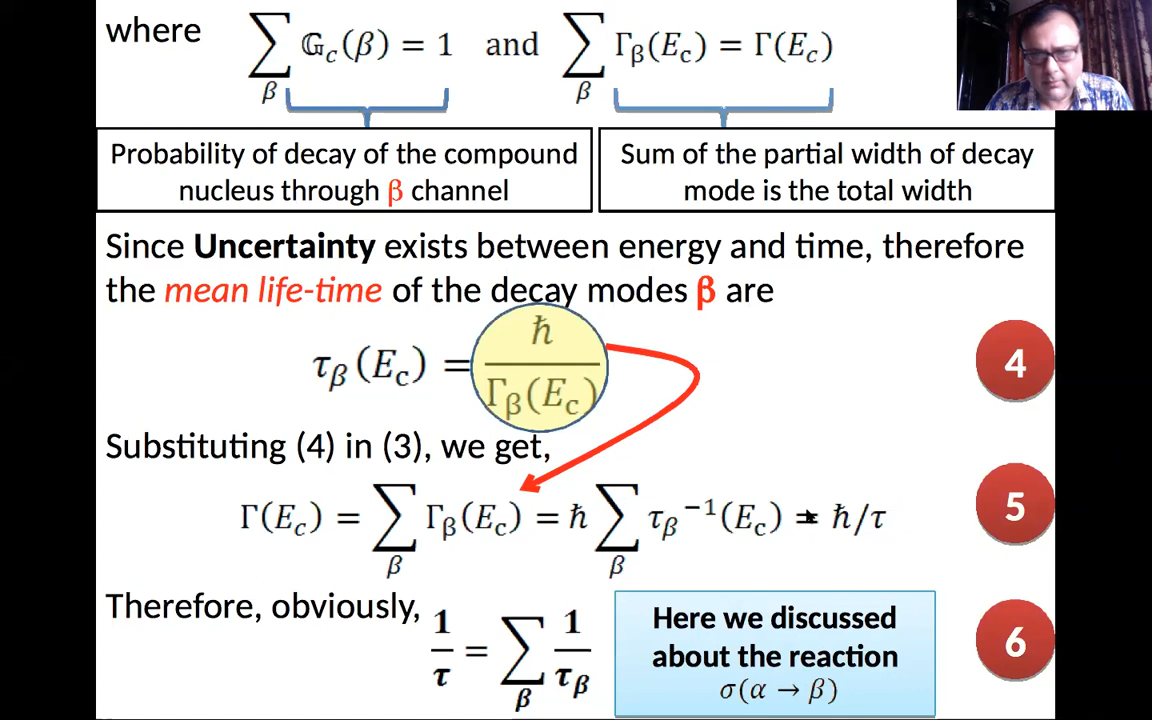 where ∑_β 𝔾_c(β) = 1 and ∑_β Γ_β(E_c) = Γ(E_c)
Probability of decay of the compound
nucleus through β channel
Sum of the partial width of decay
mode is the total width
Since Uncertainty exists between energy and time, therefore
the mean life-time of the decay modes β are
τ_β(E_c) = ħ / Γ_β(E_c)
4
Substituting (4) in (3), we get,
Γ(E_c) = ∑_β Γ_β(E_c) = ħ ∑_β τ_β⁻¹(E_c) = ħ/τ
5
Therefore, obviously,
1/τ = ∑_β 1/τ_β
Here we discussed
about the reaction
σ(α → β)
6